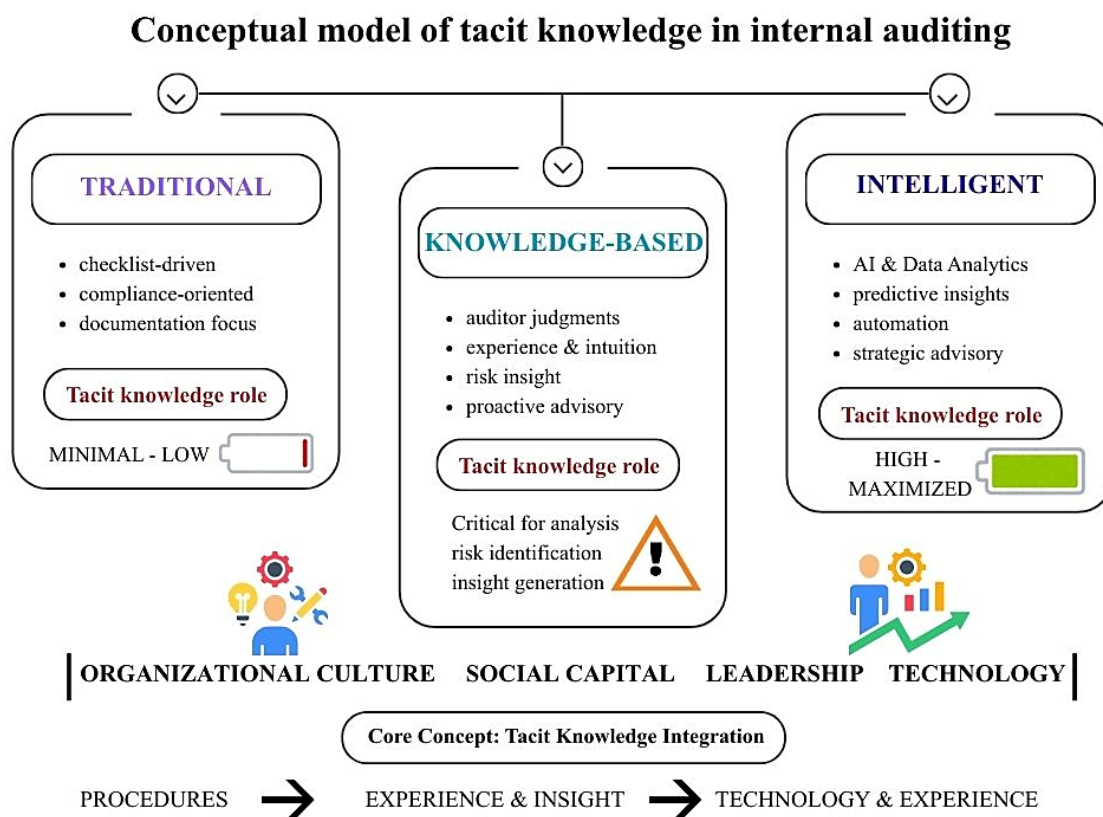 Conceptual model of tacit knowledge in internal auditing
TRADITIONAL
• checklist-driven
• compliance-oriented
• documentation focus
Tacit knowledge role
MINIMAL - LOW
KNOWLEDGE-BASED
• auditor judgments
• experience & intuition
• risk insight
• proactive advisory
Tacit knowledge role
Critical for analysis
risk identification
insight generation
!
INTELLIGENT
• AI & Data Analytics
• predictive insights
• automation
• strategic advisory
Tacit knowledge role
HIGH -
MAXIMIZED
ORGANIZATIONAL CULTURE SOCIAL CAPITAL LEADERSHIP TECHNOLOGY
Core Concept: Tacit Knowledge Integration
PROCEDURES → EXPERIENCE & INSIGHT → TECHNOLOGY & EXPERIENCE